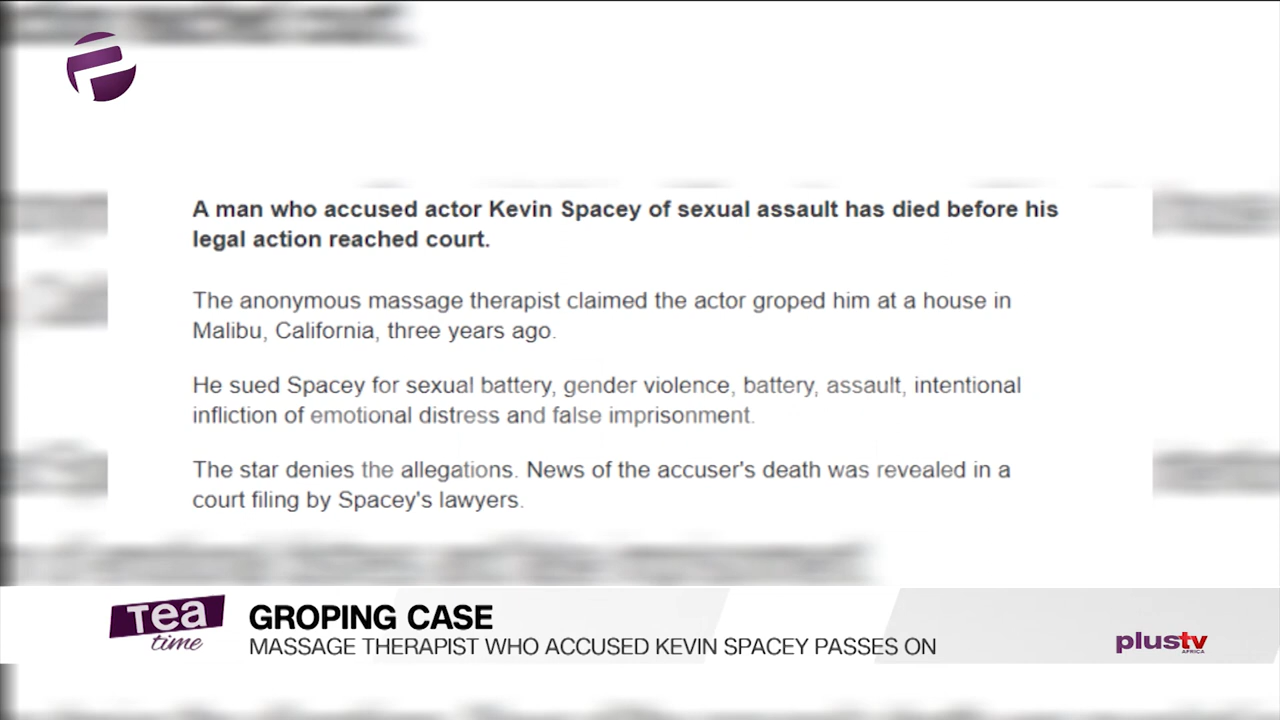 A man who accused actor Kevin Spacey of sexual assault has died before his
legal action reached court.
The anonymous massage therapist claimed the actor groped him at a house in
Malibu, California, three years ago.
He sued Spacey for sexual battery, gender violence, battery, assault, intentional
infliction of emotional distress and false imprisonment.
The star denies the allegations. News of the accuser's death was revealed in a
court filing by Spacey's lawyers.
Tea
time
GROPING CASE
MASSAGE THERAPIST WHO ACCUSED KEVIN SPACEY PASSES ON
plustv
AFRICA